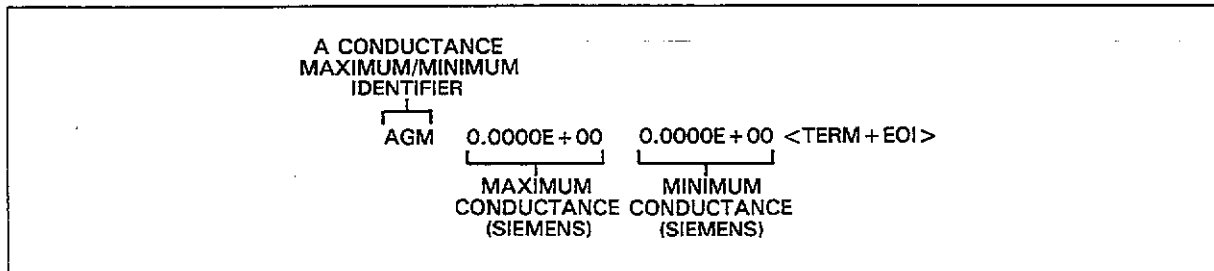 A CONDUCTANCE
MAXIMUM/MINIMUM
IDENTIFIER
AGM 0.0000E+00 0.0000E+00 <TERM+EOI>
MAXIMUM MINIMUM
CONDUCTANCE CONDUCTANCE
(SIEMENS) (SIEMENS)